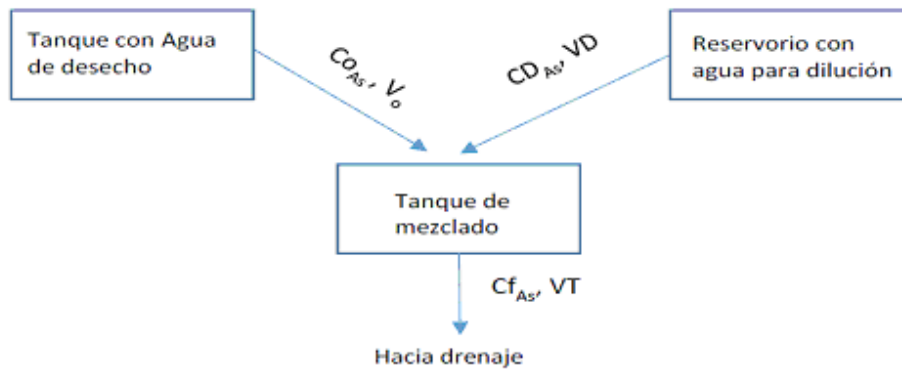 Tanque con Agua
de desecho
Co_As, V_o
CD_As, VD
Reservorio con
agua para dilución
Tanque de
mezclado
Cf_As, VT
Hacia drenaje